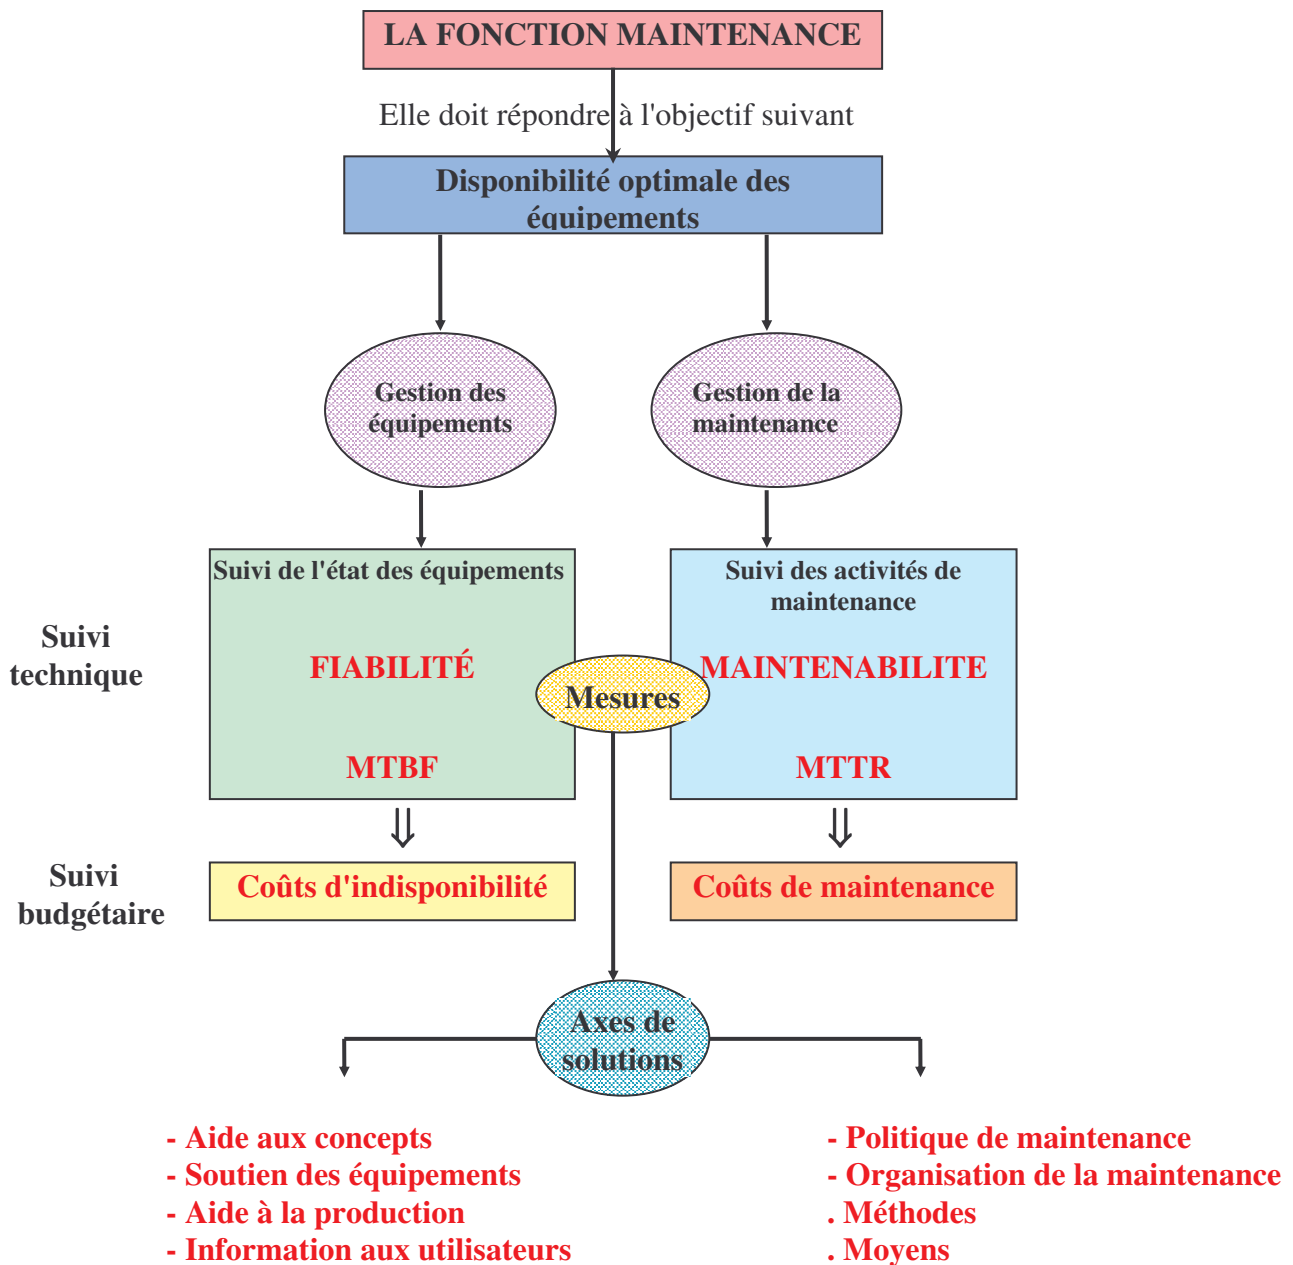 LA FONCTION MAINTENANCE
Elle doit répondre à l'objectif suivant
Disponibilité optimale des
équipements
Gestion des
équipements
Gestion de la
maintenance
Suivi de l'état des équipements
Suivi des activités de
maintenance
Suivi
technique
FIABILITÉ
Mesures
MAINTENABILITE
MTBF
MTTR
⇓
⇓
Suivi
budgétaire
Coûts d'indisponibilité
Coûts de maintenance
Axes de
solutions
- Aide aux concepts
- Soutien des équipements
- Aide à la production
- Information aux utilisateurs
- Politique de maintenance
- Organisation de la maintenance
. Méthodes
. Moyens